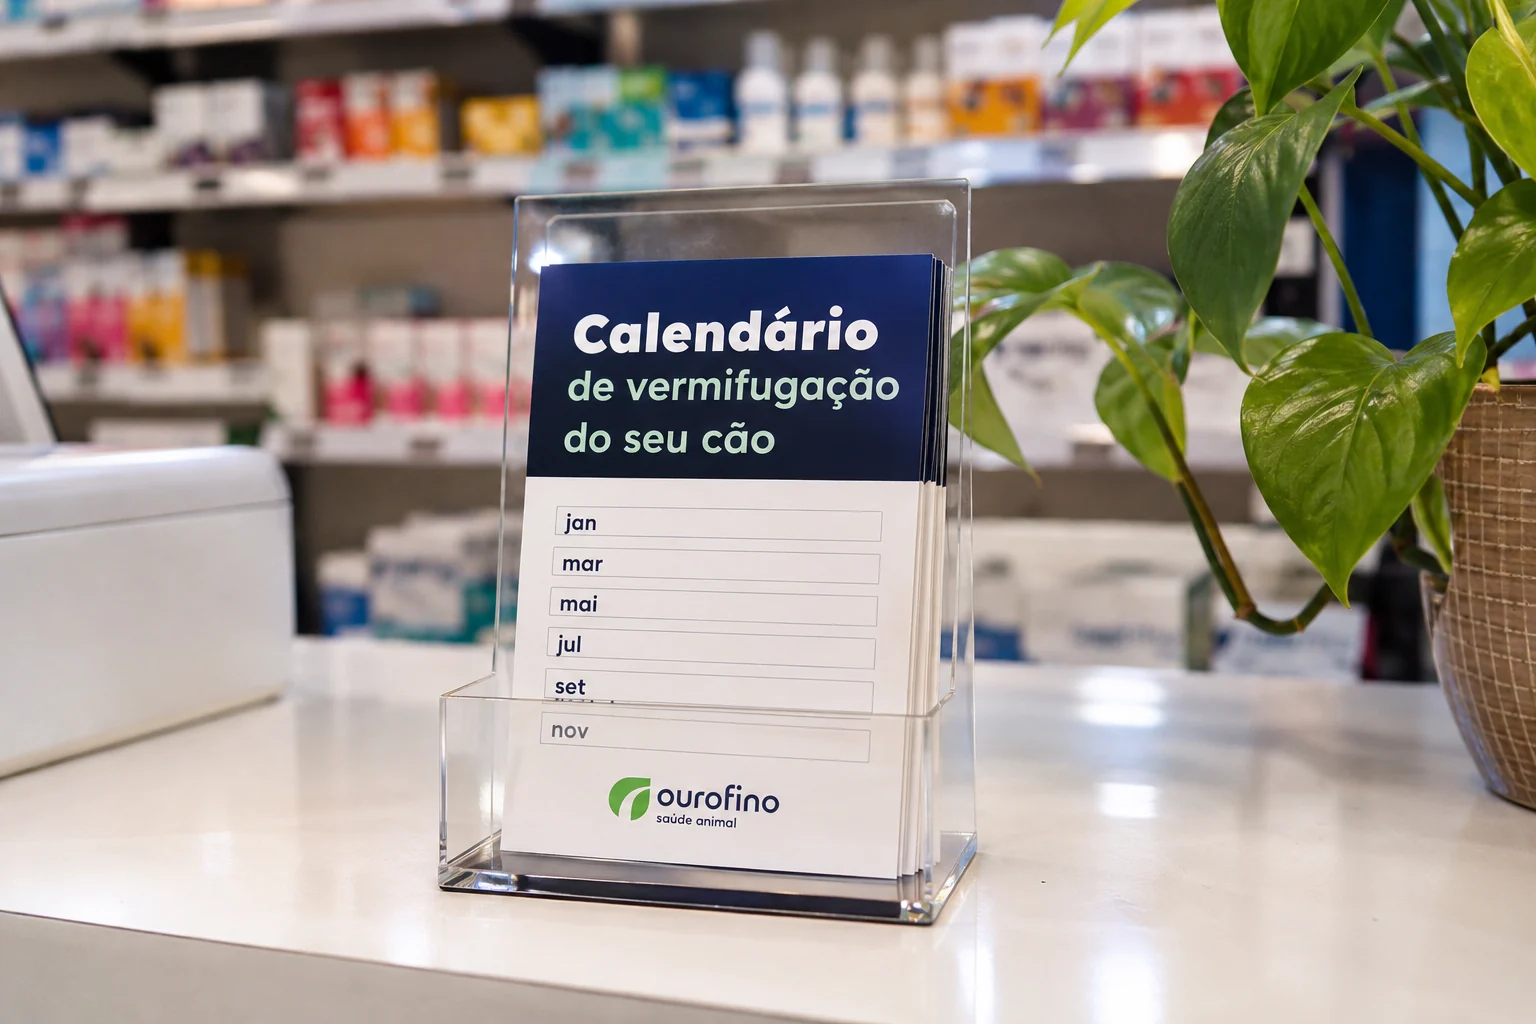 Calendário
de vermifugação
do seu cão
jan
mar
mai
jul
set
nov
ourofino
saúde animal